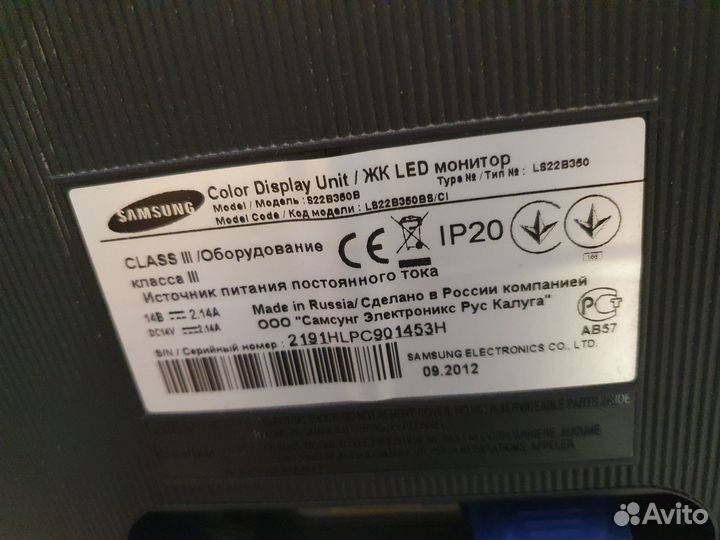 SAMSUNG
Color Display Unit / ЖК LED монитор
Model / Модель : S22B350B
Type № / Тип № : LS22B350
Model Code / Код модели : LS22B350BS/CI
CLASS III /Оборудование
класса III
IP20
Источник питания постоянного тока
14В 2.14A
DC14V 2.14A
Made in Russia/ Сделано в России компанией
ООО "Самсунг Электроникс Рус Калуга"
АВ57
S/N / Серийный номер : 2191HLPC901453H
SAMSUNG ELECTRONICS CO., LTD.
09.2012
Avito